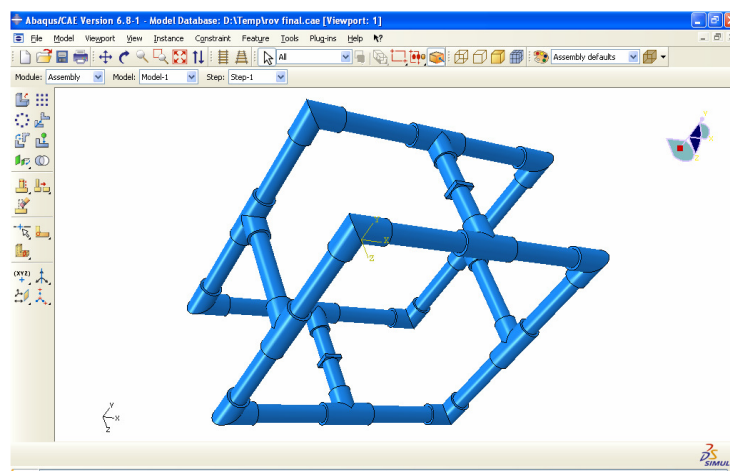 Abaqus/CAE Version 6.8-1 - Model Database: D:\Temp\rov final.cae [Viewport: 1]
File Model Viewport View Instance Constraint Feature Tools Plug-ins Help
All Assembly defaults
Module: Assembly Model: Model-1 Step: Step-1
Y
X
Z
(XYZ)
Y
X
Z
SIMUL